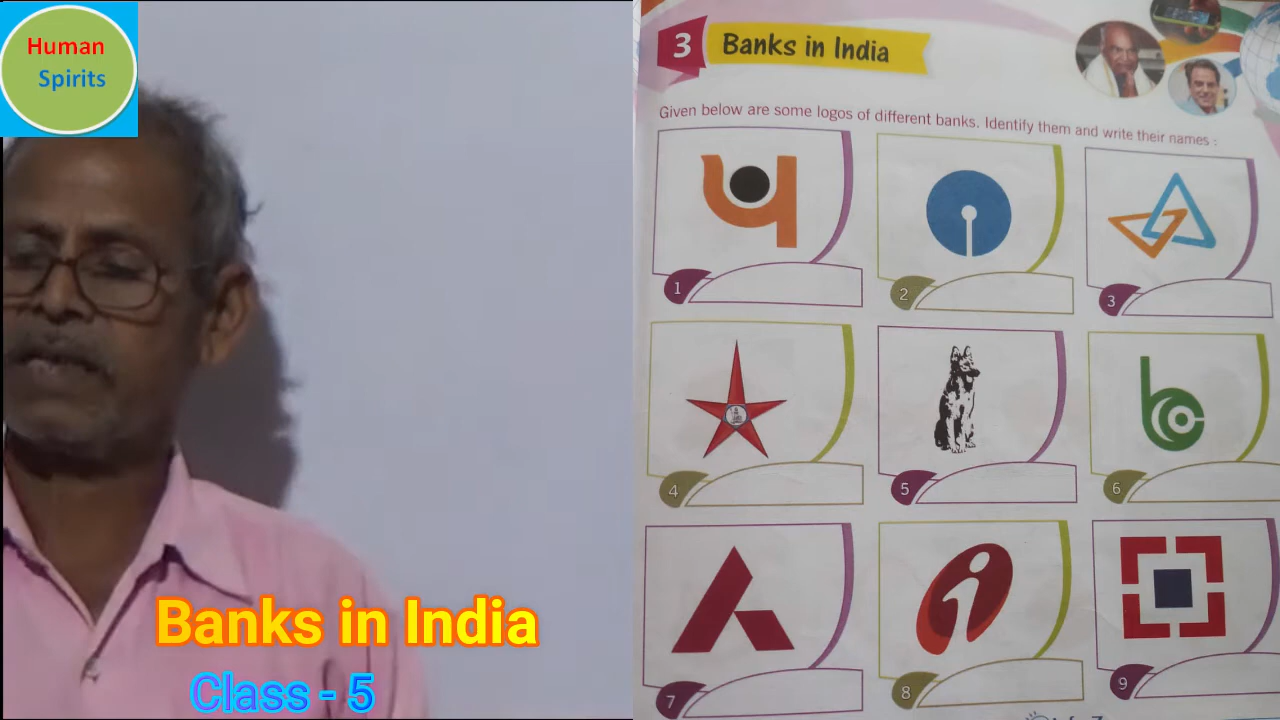 Human
Spirits
Banks in India
Class - 5
3 Banks in India
Given below are some logos of different banks. Identify them and write their names :
1
2
3
4
5
6
7
8
9